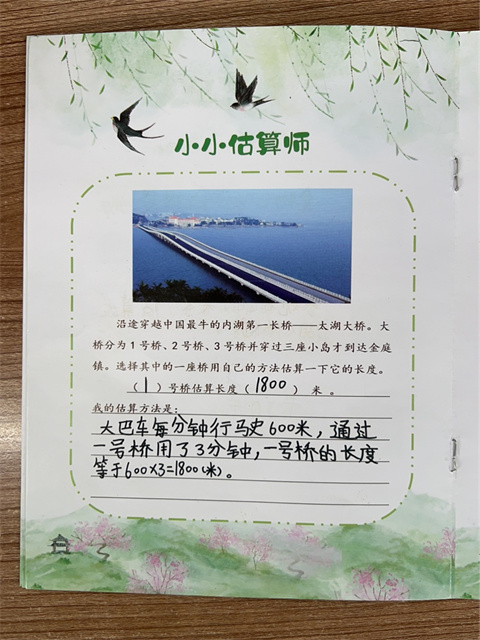 小小估算师
沿途穿越中国最牛的内湖第一长桥——太湖大桥。大
桥分为1号桥、2号桥、3号桥并穿过三座小岛才到达金庭
镇。选择其中的一座桥用自己的方法估算一下它的长度。
（1）号桥估算长度（1800）米。
我的估算方法是：
大巴车每分钟行马史600米，通过
一号桥用了3分钟，一号桥的长度
等于600×3=1800(米)。